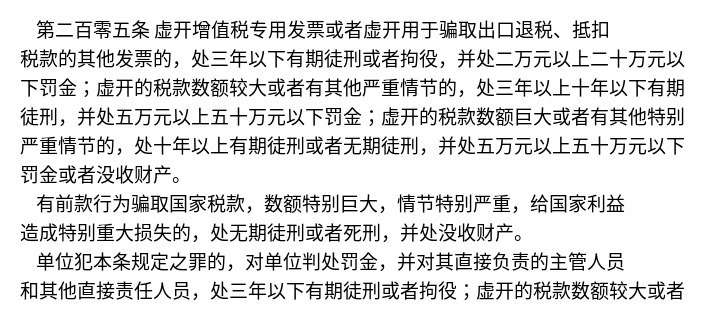 第二百零五条 虚开增值税专用发票或者虚开用于骗取出口退税、抵扣
税款的其他发票的，处三年以下有期徒刑或者拘役，并处二万元以上二十万元以
下罚金；虚开的税款数额较大或者有其他严重情节的，处三年以上十年以下有期
徒刑，并处五万元以上五十万元以下罚金；虚开的税款数额巨大或者有其他特别
严重情节的，处十年以上有期徒刑或者无期徒刑，并处五万元以上五十万元以下
罚金或者没收财产。
有前款行为骗取国家税款，数额特别巨大，情节特别严重，给国家利益
造成特别重大损失的，处无期徒刑或者死刑，并处没收财产。
单位犯本条规定之罪的，对单位判处罚金，并对其直接负责的主管人员
和其他直接责任人员，处三年以下有期徒刑或者拘役；虚开的税款数额较大或者